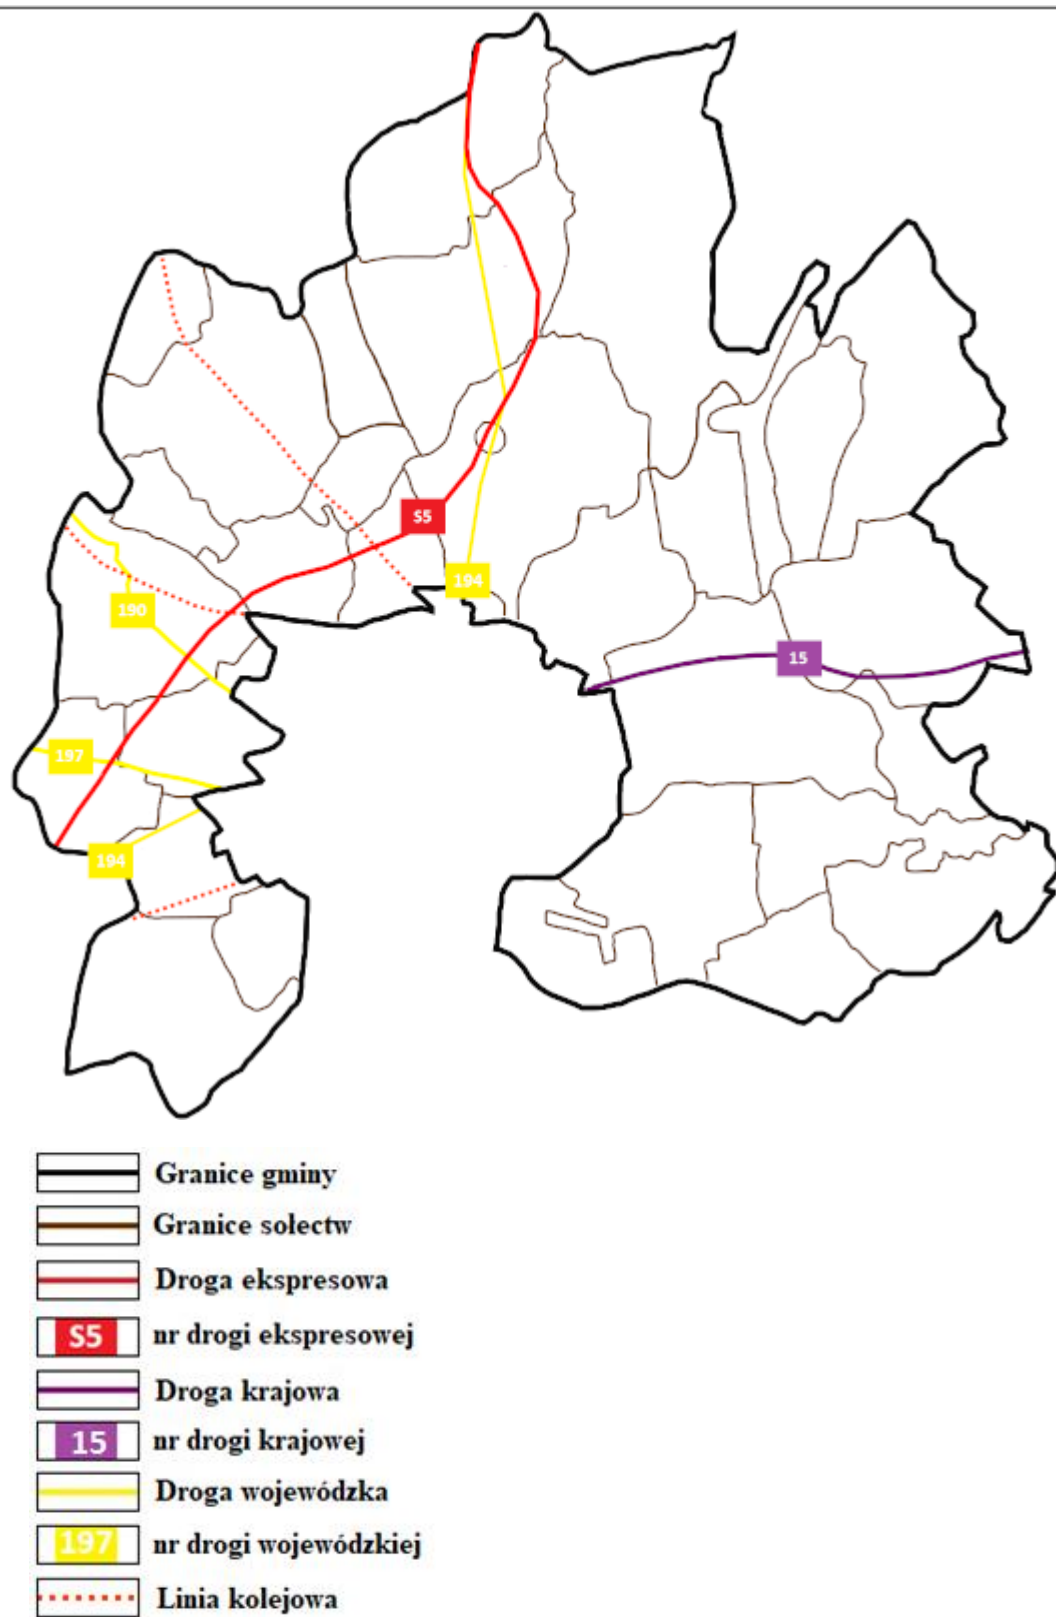 S5
194
190
15
197
194
Granice gminy
Granice sołectw
Droga ekspresowa
S5 nr drogi ekspresowej
Droga krajowa
15 nr drogi krajowej
Droga wojewódzka
197 nr drogi wojewódzkiej
Linia kolejowa